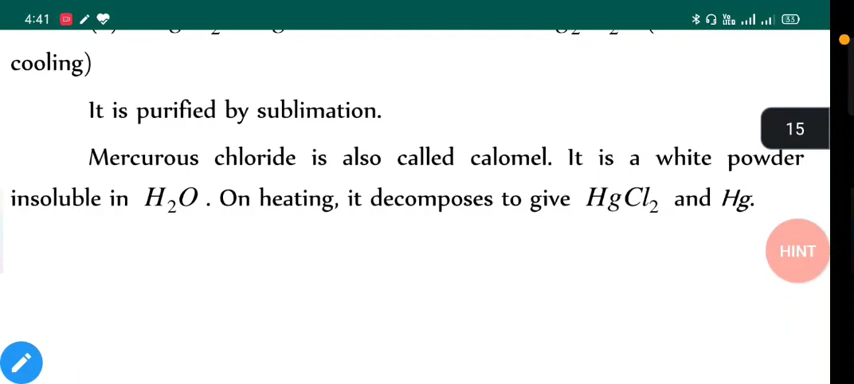 4:41 33
cooling)
It is purified by sublimation.
15
Mercurous chloride is also called calomel. It is a white powder
insoluble in H₂O . On heating, it decomposes to give HgCl₂ and Hg.
HINT